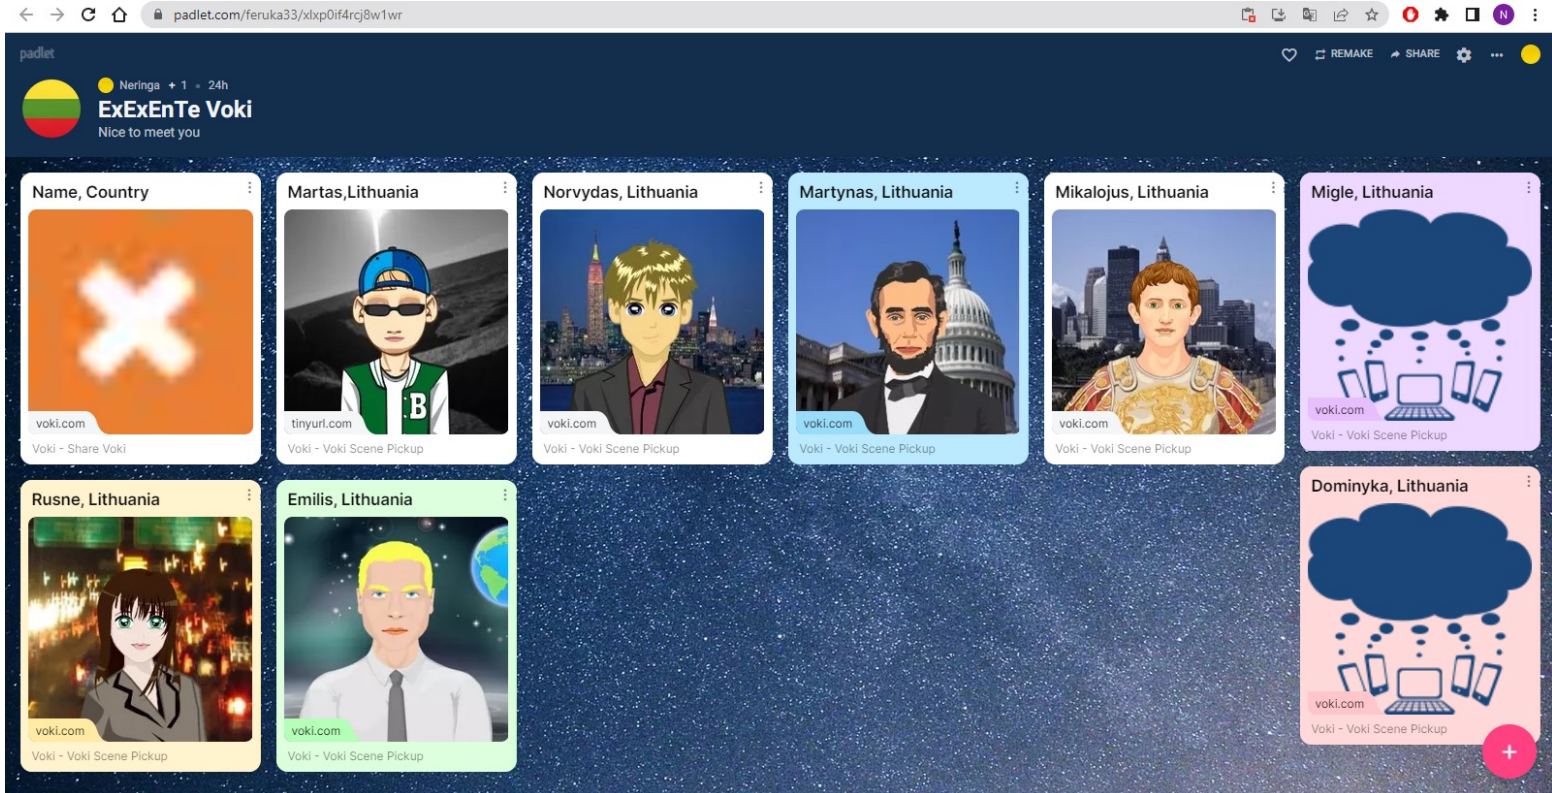 padlet.com/feruka33/xlxp0if4rcj8w1wr
N
padlet
REMAKE
SHARE
Neringa + 1 24h
ExExEnTe Voki
Nice to meet you
Name, Country
voki.com
Voki - Share Voki
Martas,Lithuania
B
tinyurl.com
Voki - Voki Scene Pickup
Norvydas, Lithuania
voki.com
Voki - Voki Scene Pickup
Martynas, Lithuania
voki.com
Voki - Voki Scene Pickup
Mikalojus, Lithuania
voki.com
Voki - Voki Scene Pickup
Migle, Lithuania
voki.com
Voki - Voki Scene Pickup
Rusne, Lithuania
voki.com
Voki - Voki Scene Pickup
Emilis, Lithuania
voki.com
Voki - Voki Scene Pickup
Dominyka, Lithuania
voki.com
Voki - Voki Scene Pickup
+